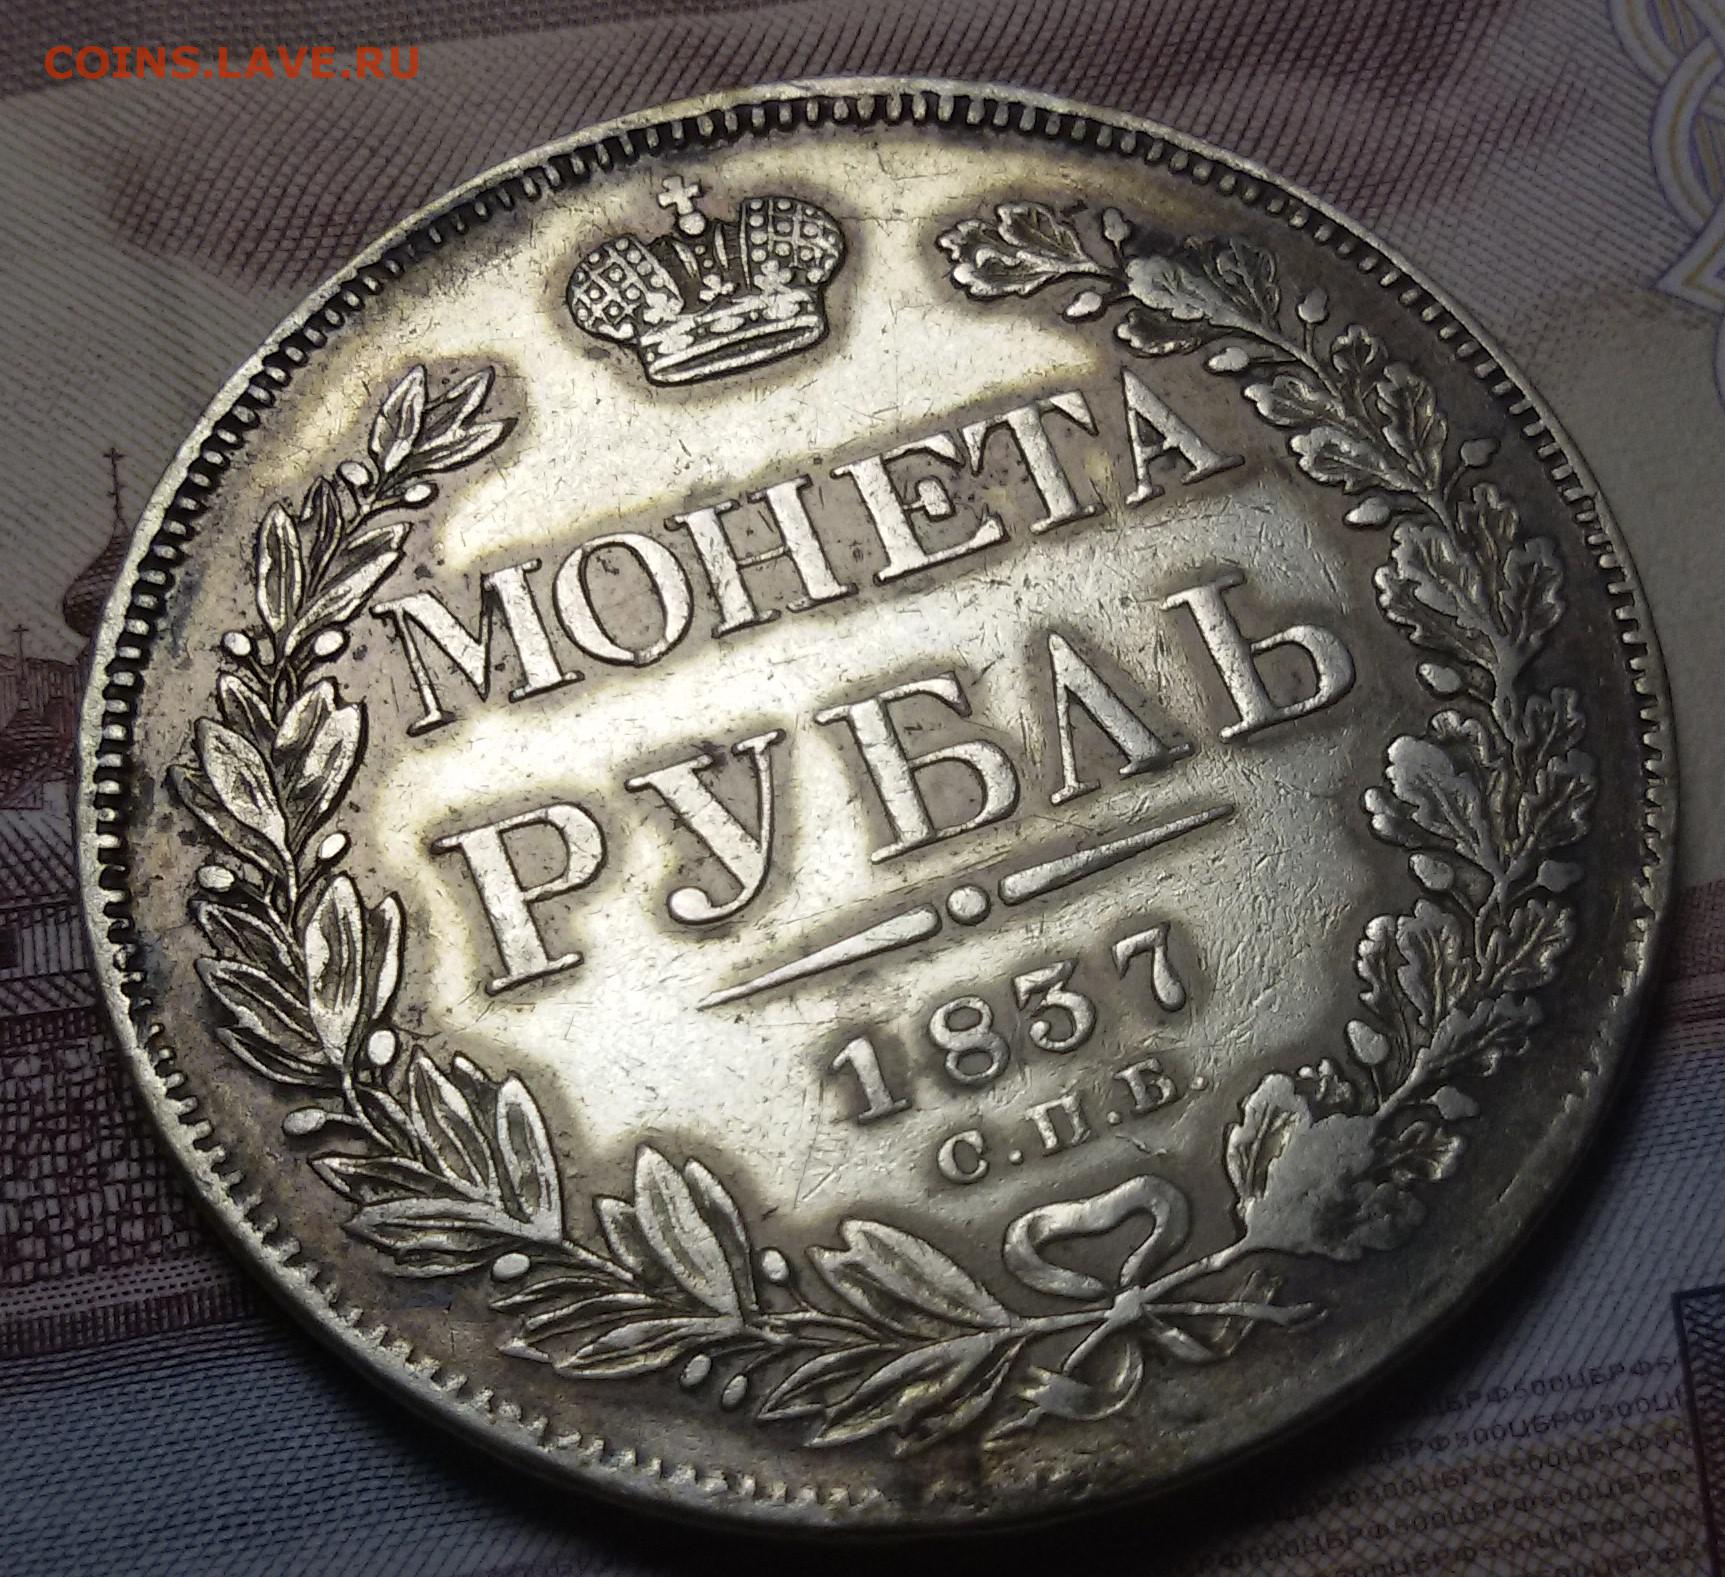 COINS.LAVE.RU
МОНЕТА
РУБЛЬ
1837
С.П.Б.